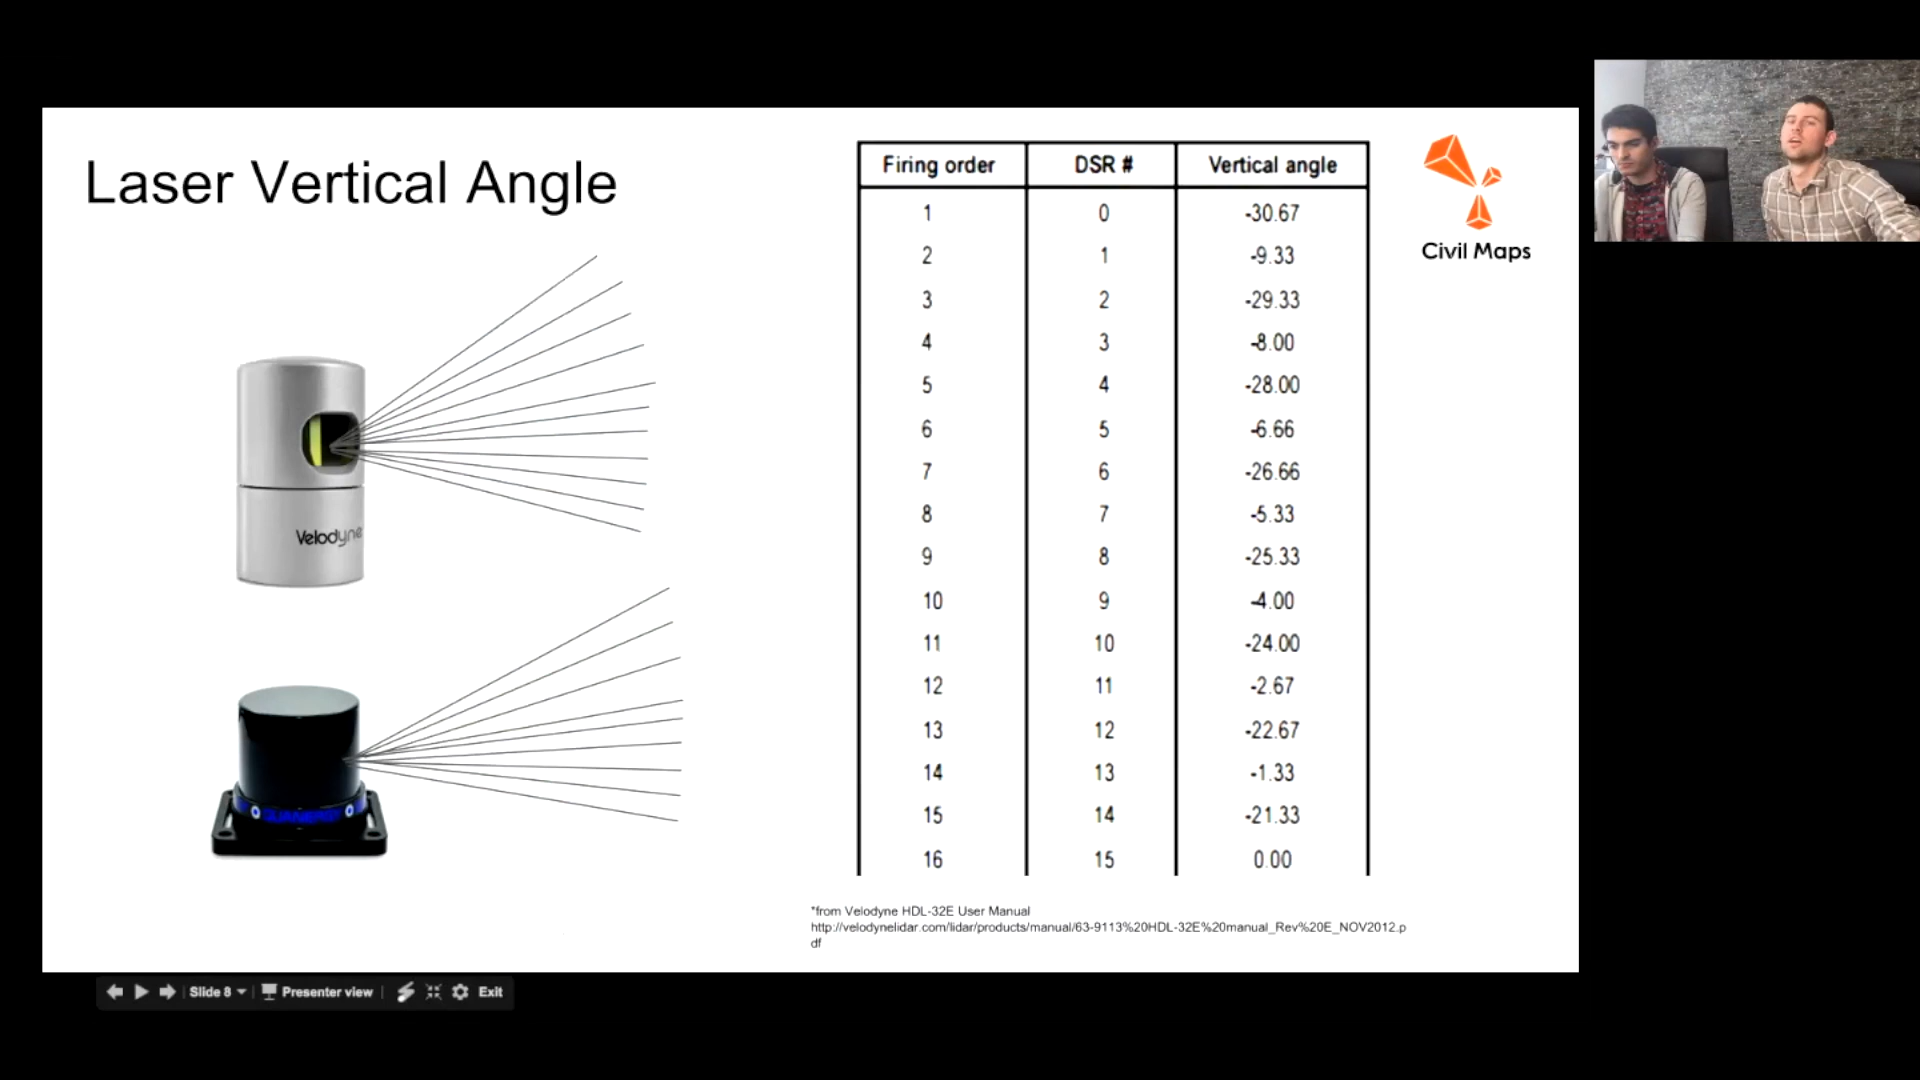 Laser Vertical Angle
Velodyne
QUANERGY
Firing order DSR # Vertical angle
1 0 -30.67
2 1 -9.33
3 2 -29.33
4 3 -8.00
5 4 -28.00
6 5 -6.66
7 6 -26.66
8 7 -5.33
9 8 -25.33
10 9 -4.00
11 10 -24.00
12 11 -2.67
13 12 -22.67
14 13 -1.33
15 14 -21.33
16 15 0.00
Civil Maps
*from Velodyne HDL-32E User Manual
http://velodynelidar.com/lidar/products/manual/63-9113%20HDL-32E%20manual_Rev%20E_NOV2012.p
df
Slide 8 Presenter view Exit